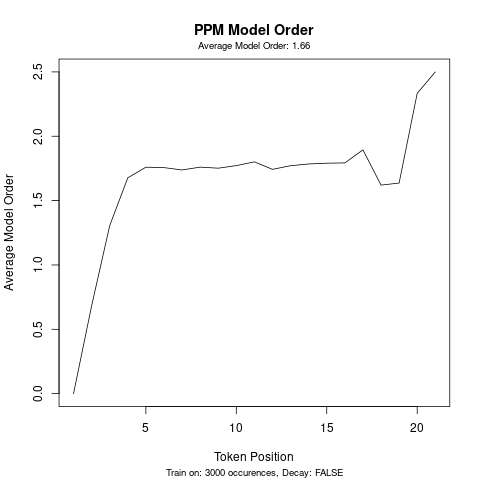 PPM Model Order
Average Model Order: 1.66
Average Model Order
2.5
2.0
1.5
1.0
0.5
0.0
5 10 15 20
Token Position
Train on: 3000 occurences, Decay: FALSE